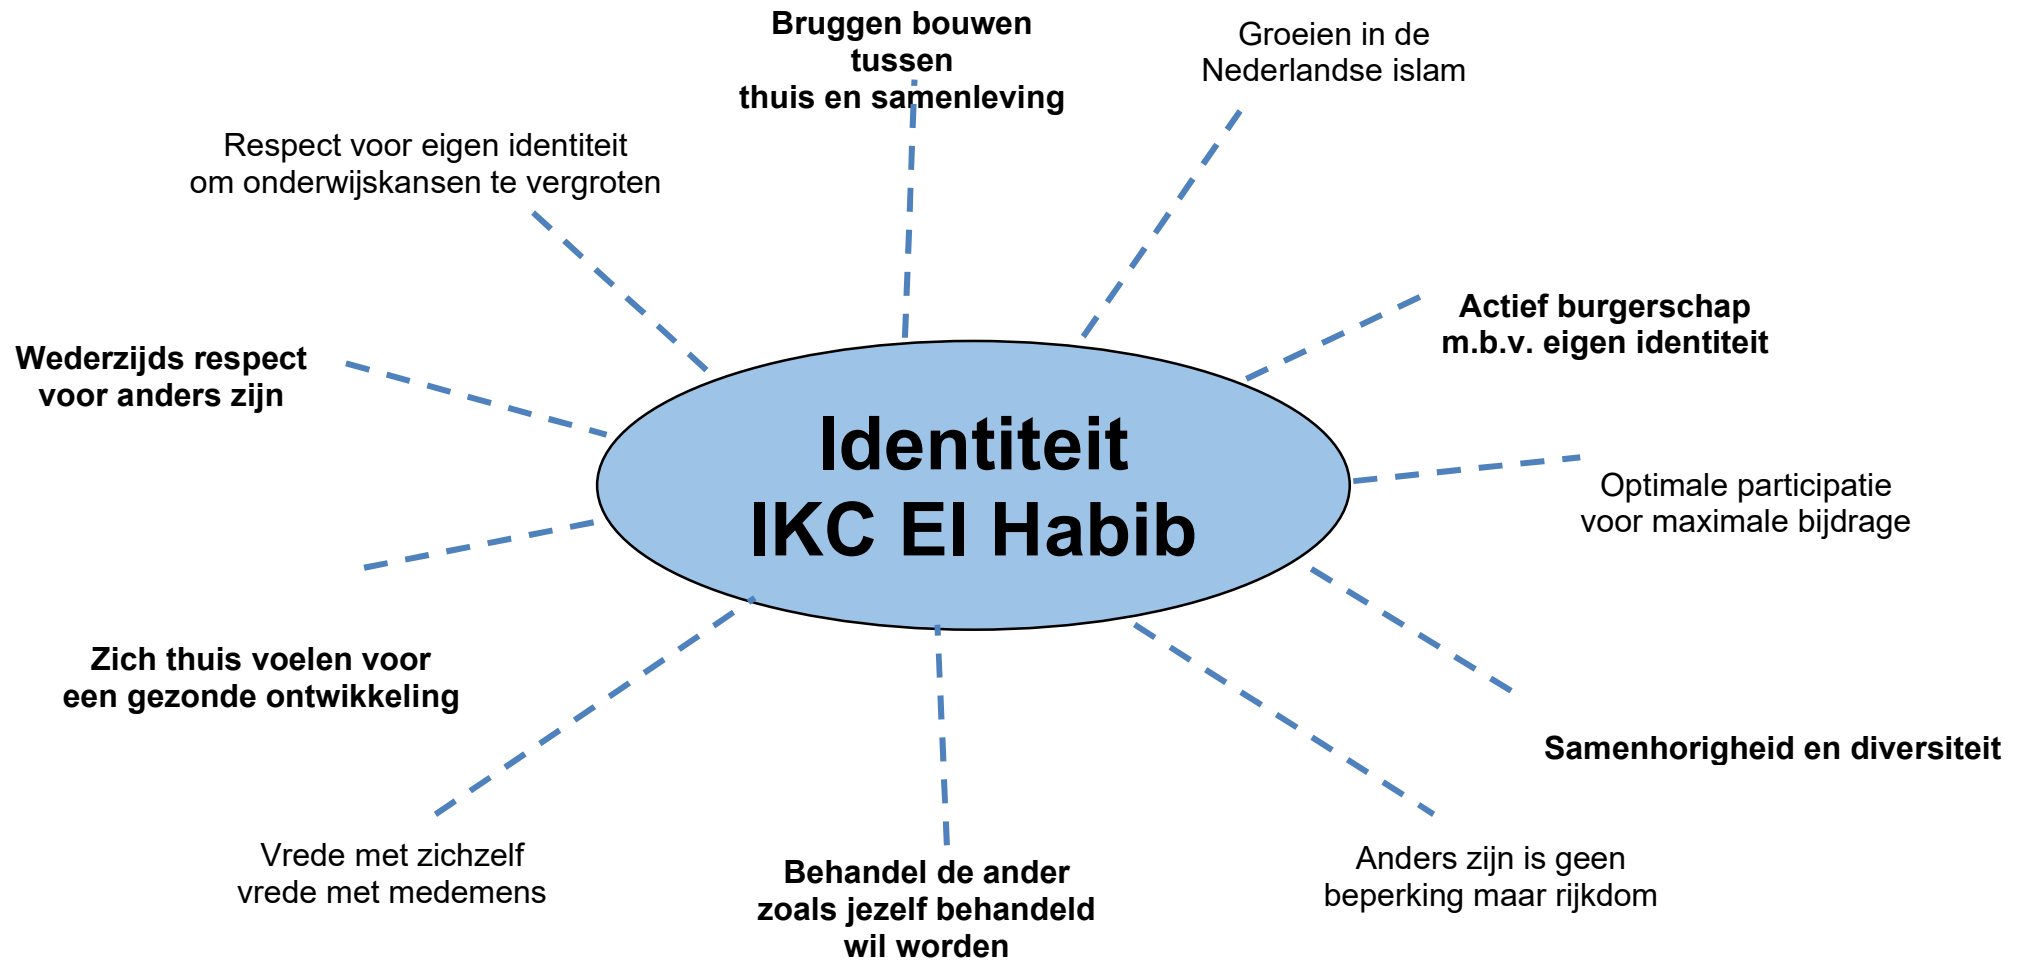 Bruggen bouwen
tussen
thuis en samenleving
Groeien in de
Nederlandse islam
Respect voor eigen identiteit
om onderwijskansen te vergroten
Actief burgerschap
m.b.v. eigen identiteit
Wederzijds respect
voor anders zijn
Identiteit
IKC El Habib
Optimale participatie
voor maximale bijdrage
Zich thuis voelen voor
een gezonde ontwikkeling
Samenhorigheid en diversiteit
Vrede met zichzelf
vrede met medemens
Behandel de ander
zoals jezelf behandeld
wil worden
Anders zijn is geen
beperking maar rijkdom